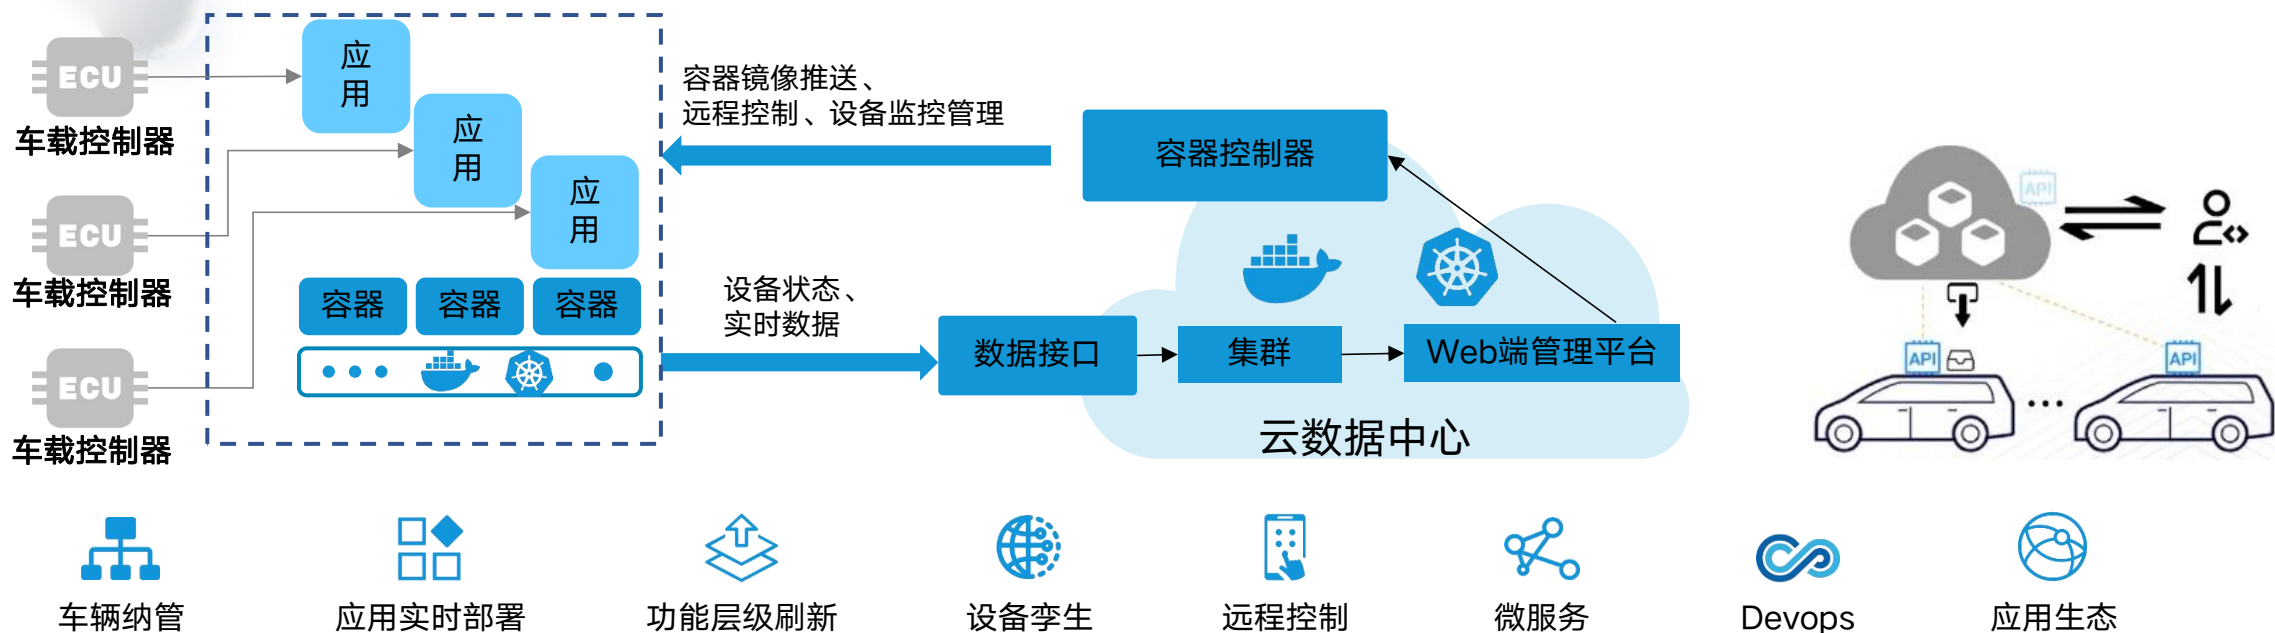 ECU
车载控制器
ECU
车载控制器
ECU
车载控制器
应
用
应
用
应
用
容器
容器
容器
容器镜像推送、
远程控制、设备监控管理
设备状态、
实时数据
容器控制器
数据接口
集群
Web端管理平台
云数据中心
API
API
API
车辆纳管
应用实时部署
功能层级刷新
设备孪生
远程控制
微服务
Devops
应用生态